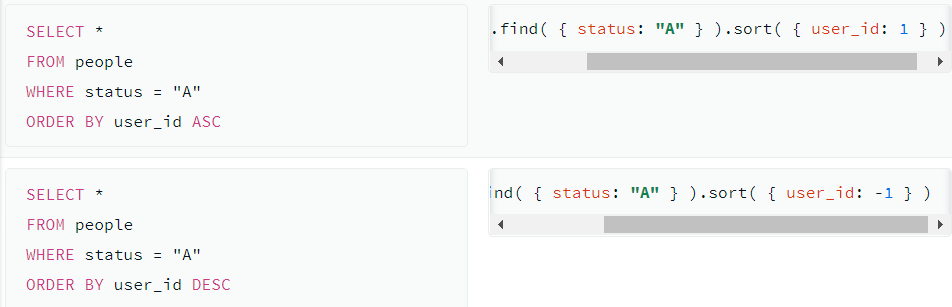 SELECT *
FROM people
WHERE status = "A"
ORDER BY user_id ASC
.find( { status: "A" } ).sort( { user_id: 1 } )
SELECT *
FROM people
WHERE status = "A"
ORDER BY user_id DESC
ind( { status: "A" } ).sort( { user_id: -1 } )